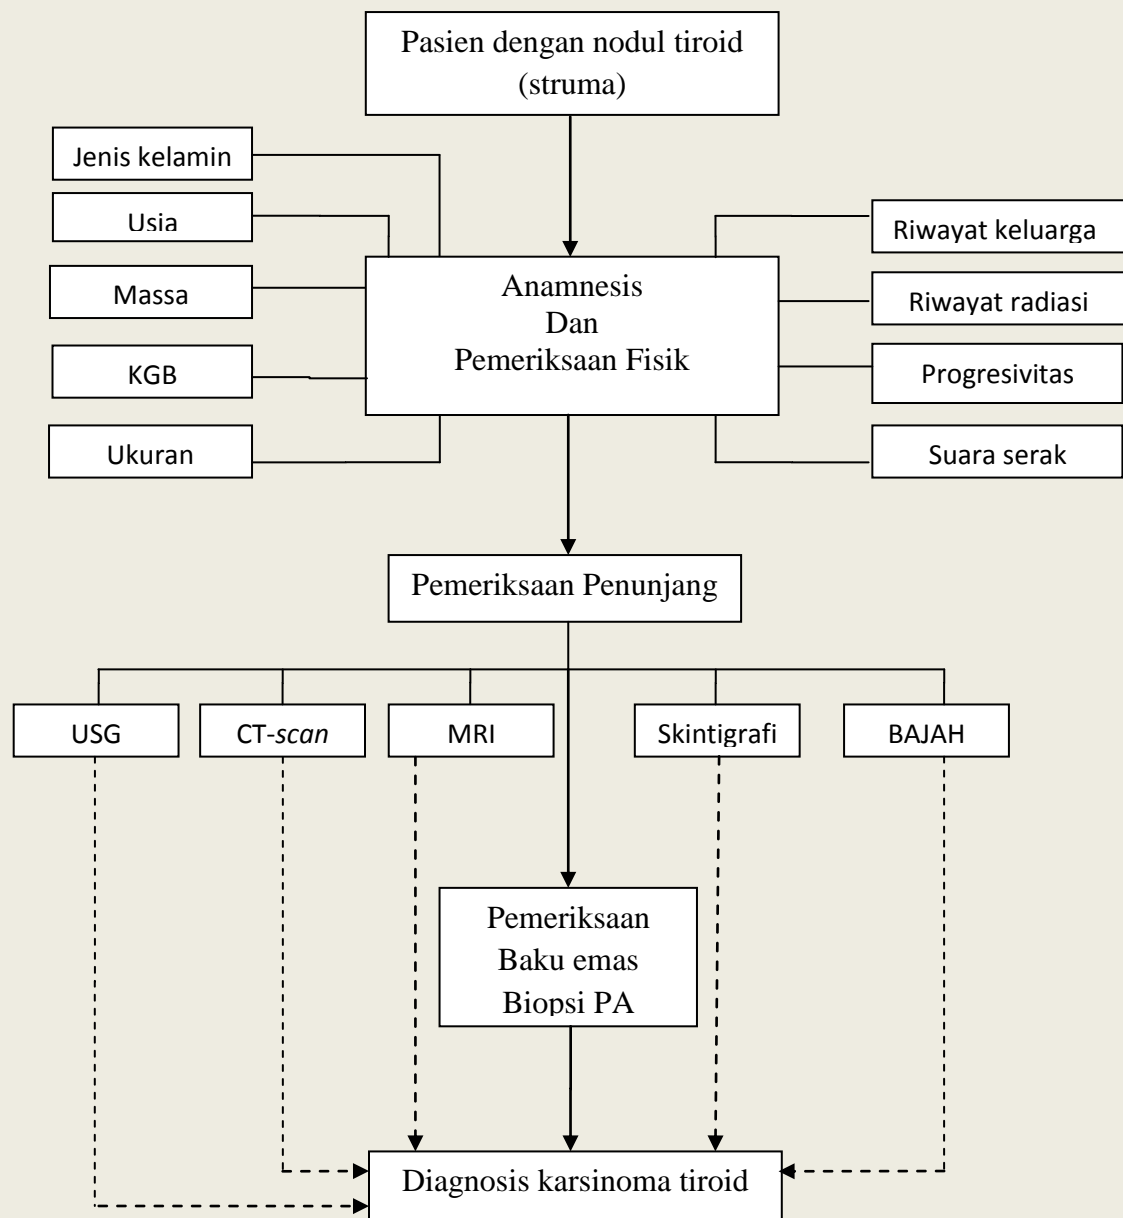 Pasien dengan nodul tiroid
(struma)
Jenis kelamin
Usia
Massa
KGB
Ukuran
Anamnesis
Dan
Pemeriksaan Fisik
Riwayat keluarga
Riwayat radiasi
Progresivitas
Suara serak
Pemeriksaan Penunjang
USG
CT-scan
MRI
Skintigrafi
BAJAH
Pemeriksaan
Baku emas
Biopsi PA
Diagnosis karsinoma tiroid